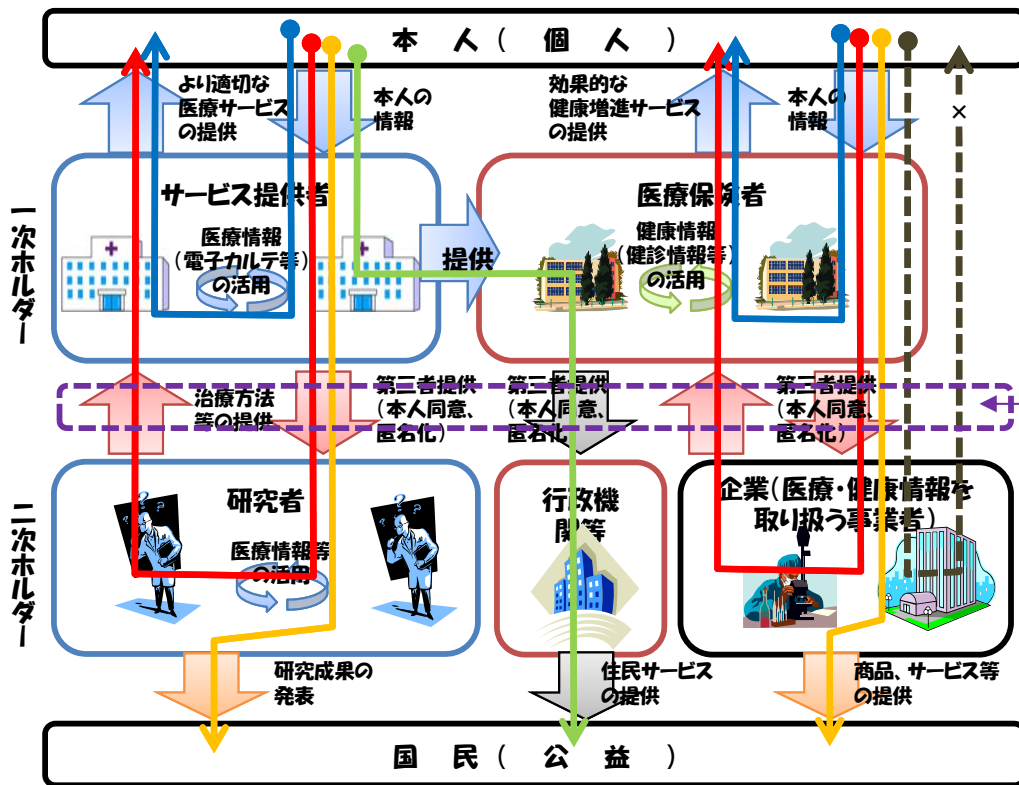 本 人 ( 個 人 )
より適切な
医療サービス
の提供
本人の
情報
効果的な
健康増進サービス
の提供
本人の
情報
×
一次ホルダー
サービス提供者
医療情報
(電子カルテ等)
の活用
提供
医療保険者
健康情報
(健診情報等)
の活用
治療方法
等の提供
第三者提供
(本人同意、
匿名化)
第三者提供
(本人同意、
匿名化)
第三者提供
(本人同意、
匿名化)
二次ホルダー
研究者
医療情報等
の活用
行政機
関等
企業(医療・健康情報を
取り扱う事業者)
研究成果の
発表
住民サービス
の提供
商品、サービス等
の提供
国 民 ( 公 益 )